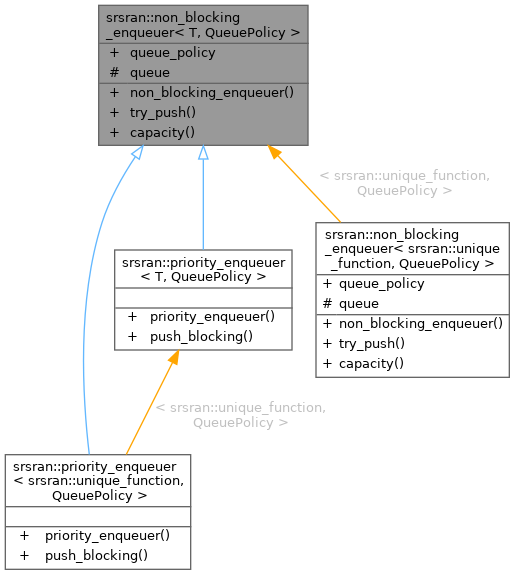 srsran::non_blocking
_enqueuer< T, QueuePolicy >
+ queue_policy
# queue
+ non_blocking_enqueuer()
+ try_push()
+ capacity()
< srsran::unique_function,
QueuePolicy >
srsran::priority_enqueuer
< T, QueuePolicy >
+ priority_enqueuer()
+ push_blocking()
srsran::non_blocking
_enqueuer< srsran::unique
_function, QueuePolicy >
+ queue_policy
# queue
+ non_blocking_enqueuer()
+ try_push()
+ capacity()
< srsran::unique_function,
QueuePolicy >
srsran::priority_enqueuer
< srsran::unique_function,
QueuePolicy >
+ priority_enqueuer()
+ push_blocking()